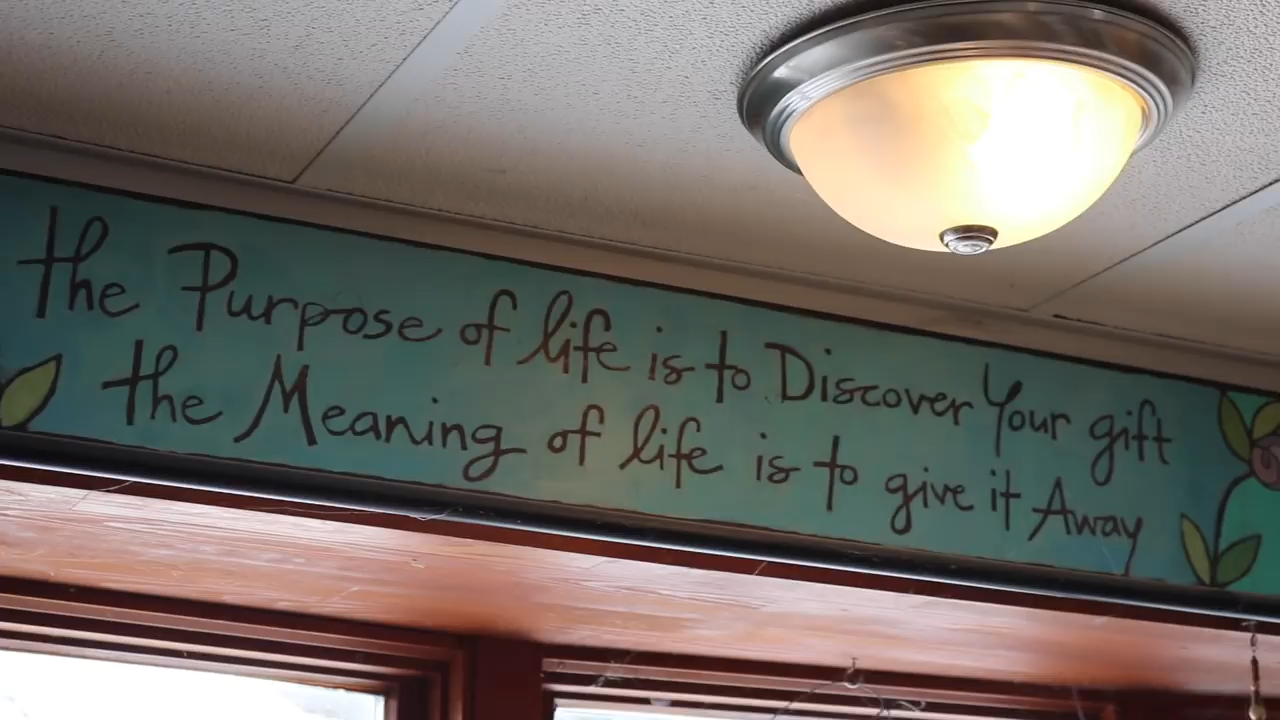 the Purpose of life is to Discover Your gift
the Meaning of life is to give it Away